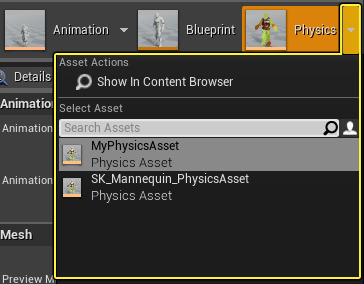 Animation
Blueprint
Physics
Asset Actions
Show In Content Browser
Details
Select Asset
Animation
Search Assets
Animation
MyPhysicsAsset
Physics Asset
Animation
SK_Mannequin_PhysicsAsset
Physics Asset
Mesh
Preview M